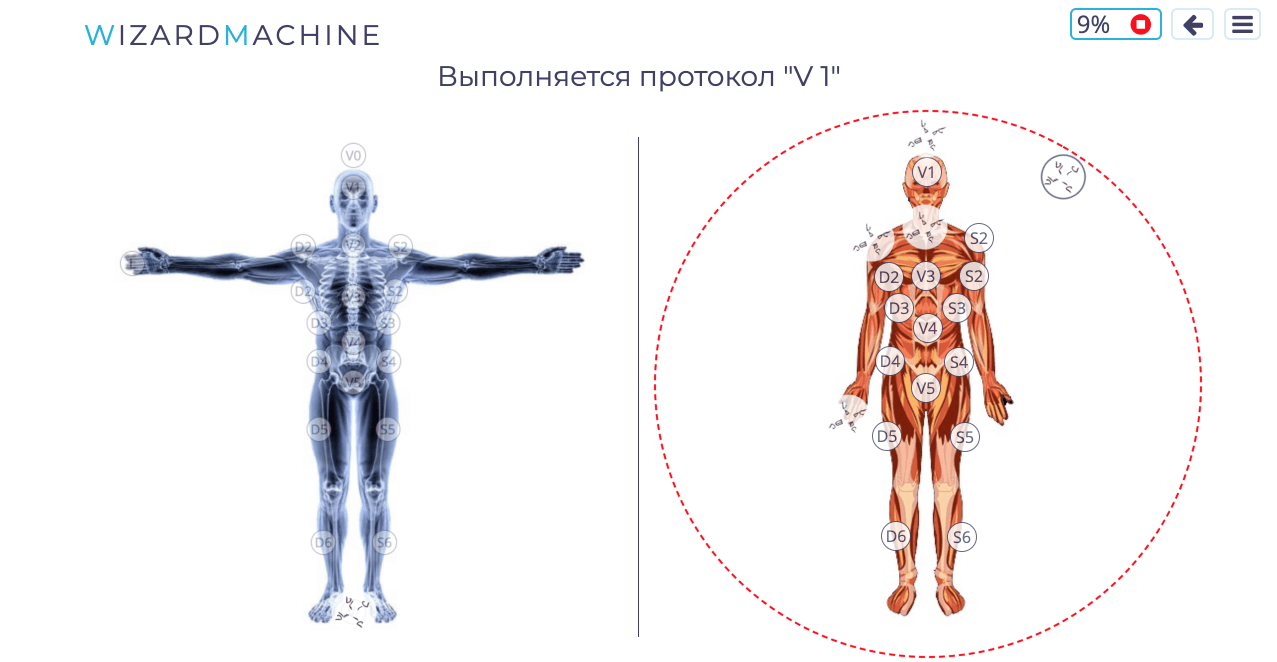 WIZARDMACHINE
9%
Выполняется протокол "V 1"
V0
V1
V1
D2 V2 S2
S2
D2 V3 S2
D2 V3 S2
D3 S3
D3 S3
V4
V4
D4 S4
D4 S4
V5
V5
D5 S5
D5 S5
D6 S6
D6 S6